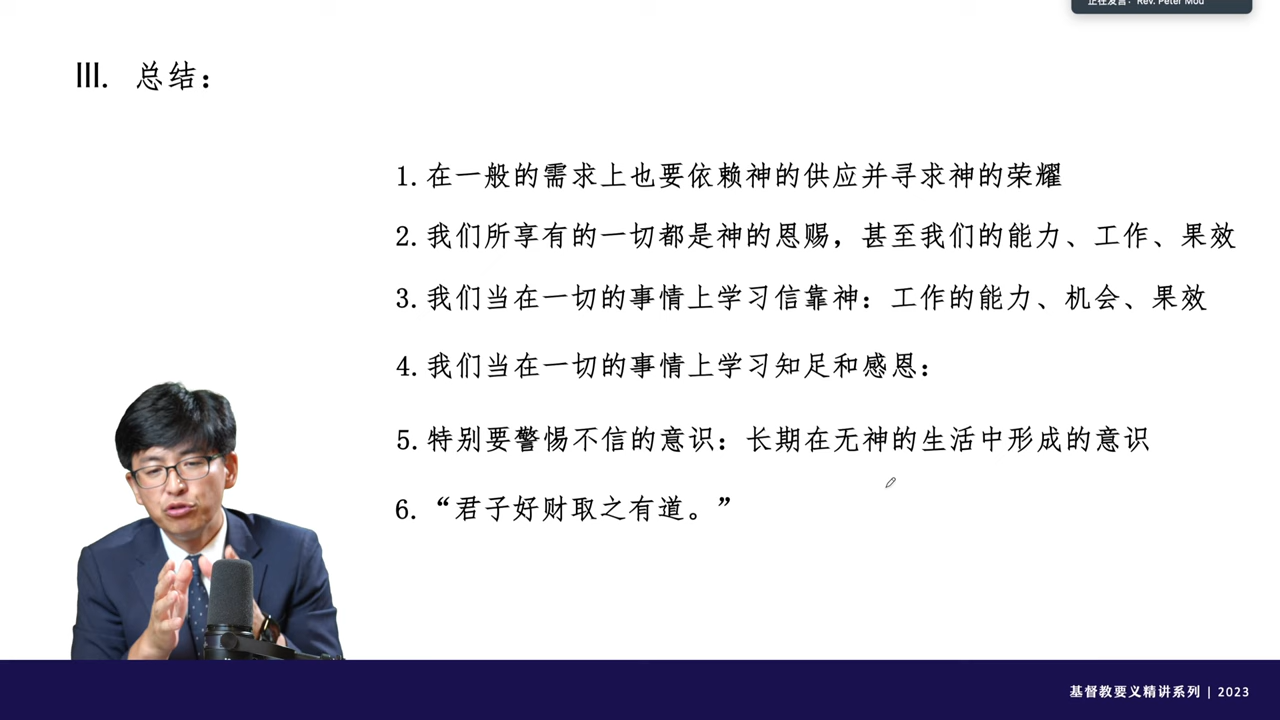 正在发言: Rev. Peter Mou
III. 总结：
1. 在一般的需求上也要依赖神的供应并寻求神的荣耀
2. 我们所享有的一切都是神的恩赐，甚至我们的能力、工作、果效
3. 我们当在一切的事情上学习信靠神：工作的能力、机会、果效
4. 我们当在一切的事情上学习知足和感恩：
5. 特别要警惕不信的意识：长期在无神的生活中形成的意识
6. “君子好财取之有道。”
基督教要义精讲系列 | 2023